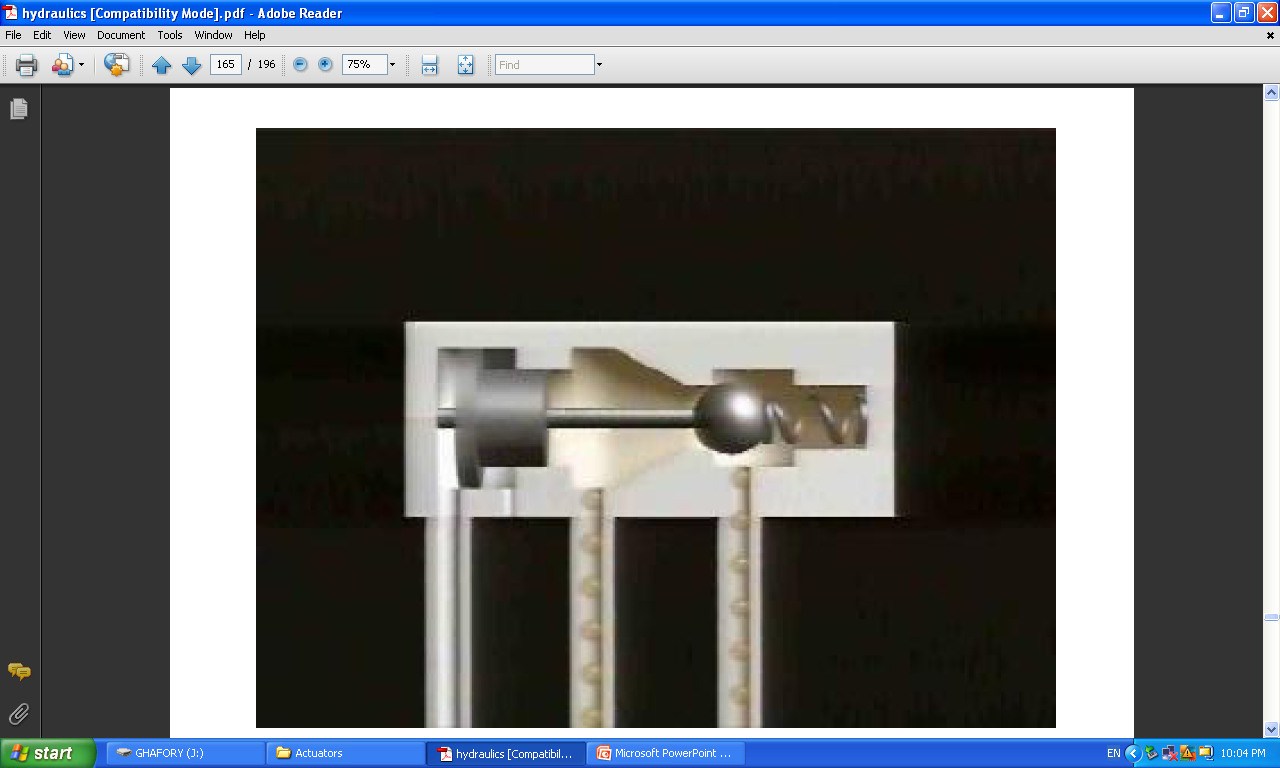 hydraulics [Compatibility Mode].pdf - Adobe Reader
File Edit View Document Tools Window Help
165 / 196 75% Find
start GHAFORY (J:) Actuators hydraulics [Compatibil... Microsoft PowerPoint ... EN 10:04 PM